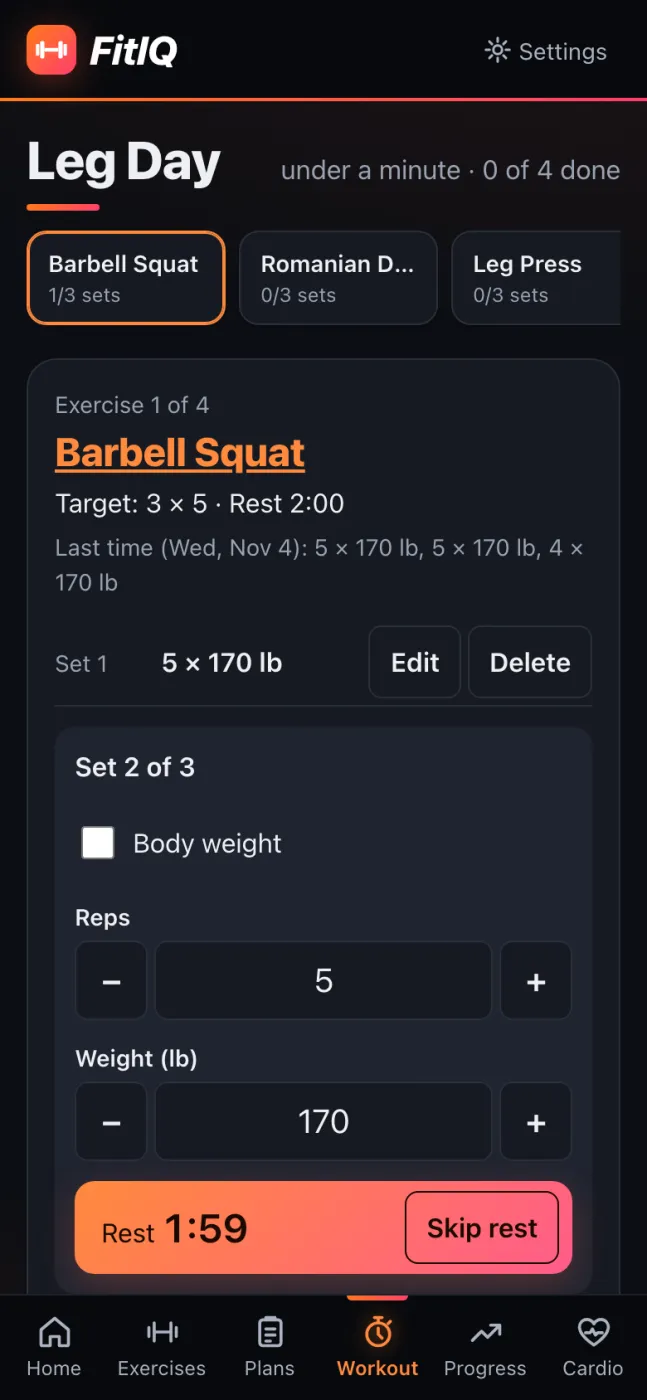 FitIQ
Settings
Leg Day
under a minute · 0 of 4 done
Barbell Squat
1/3 sets
Romanian D...
0/3 sets
Leg Press
0/3 sets
Exercise 1 of 4
Barbell Squat
Target: 3 × 5 · Rest 2:00
Last time (Wed, Nov 4): 5 × 170 lb, 5 × 170 lb, 4 ×
170 lb
Set 1
5 × 170 lb
Edit
Delete
Set 2 of 3
Body weight
Reps
− 5 +
Weight (lb)
− 170 +
Rest 1:59
Skip rest
Home
Exercises
Plans
Workout
Progress
Cardio